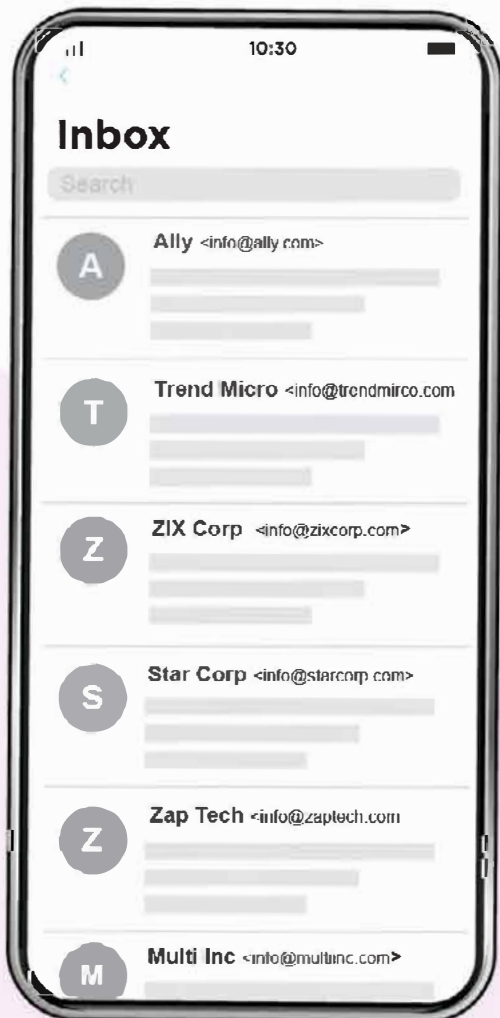 10:30
Inbox
Search
A
Ally <info@ally.com>
T
Trend Micro <info@trendmirco.com
Z
ZIX Corp <info@zixcorp.com>
S
Star Corp <info@starcorp.com>
Z
Zap Tech <info@zaptech.com
M
Multi Inc <info@multiinc.com>